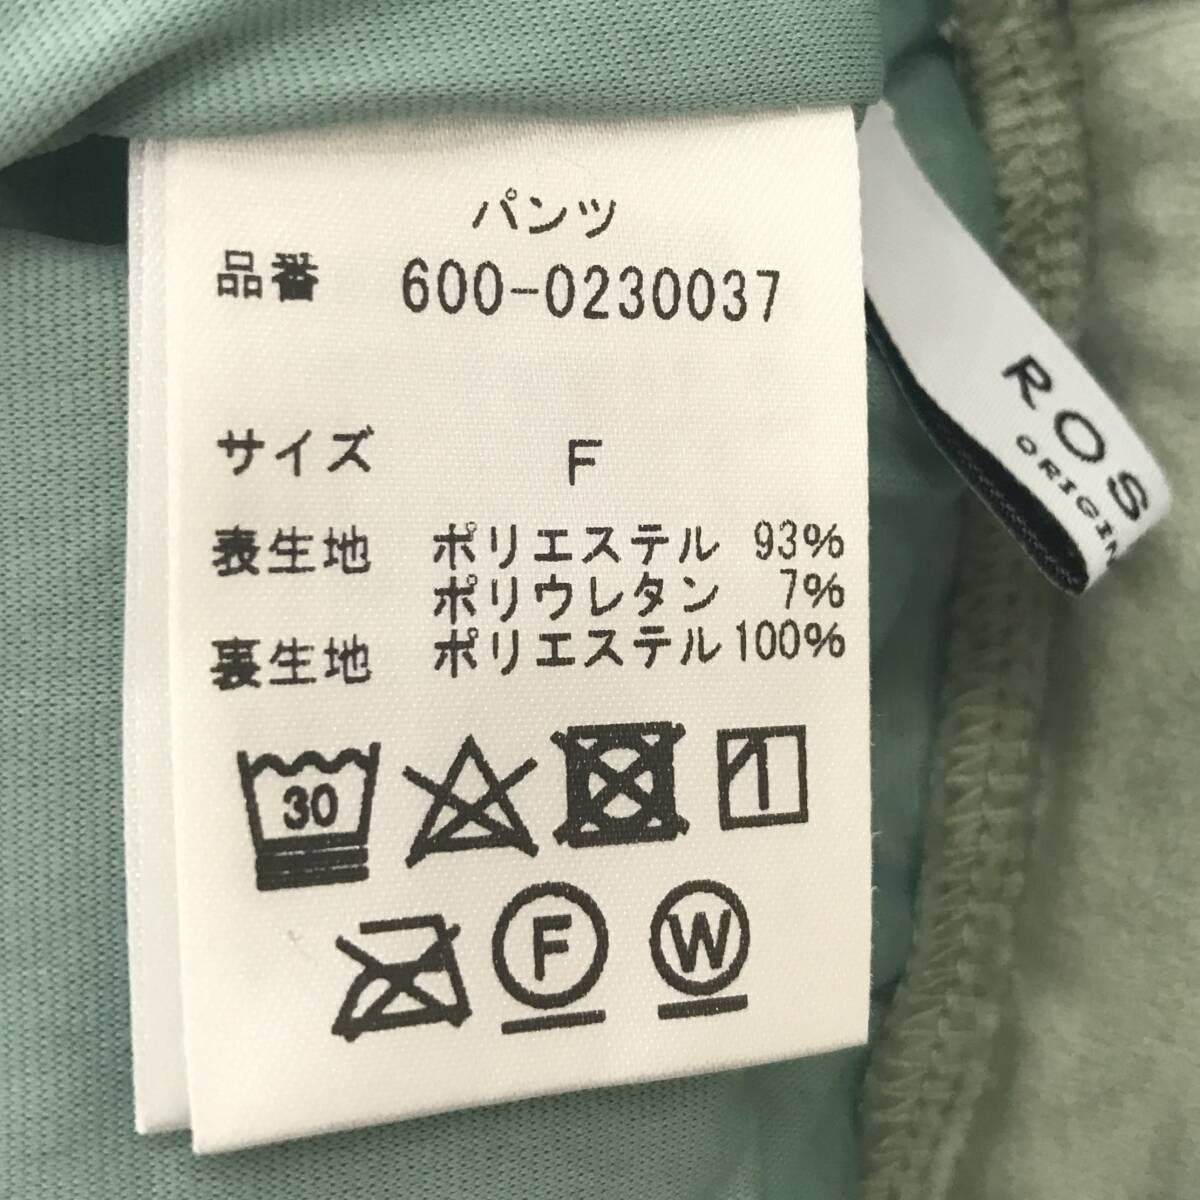 パンツ
品番 600-0230037
サイズ F
表生地 ポリエステル 93%
ポリウレタン 7%
裏生地 ポリエステル 100%
30
F
W
ROS
ORIGIN